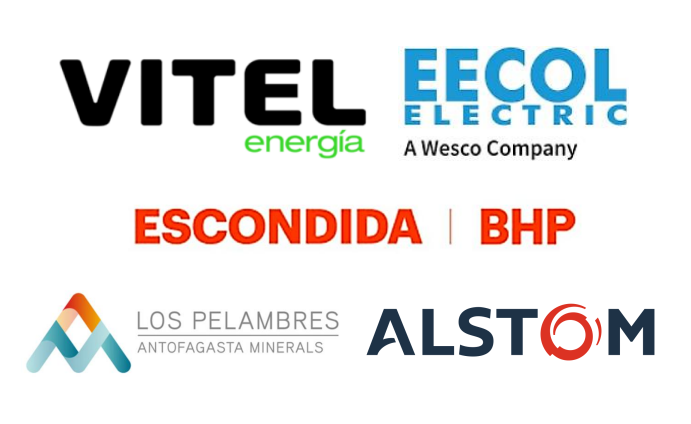 VITEL
energía
EECOL
ELECTRIC
A Wesco Company
ESCONDIDA | BHP
LOS PELAMBRES
ANTOFAGASTA MINERALS
ALSTOM